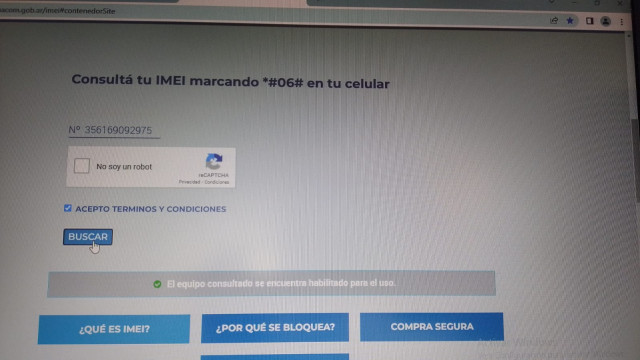 acom.gob.ar/imei#contenedorSite
Consultá tu IMEI marcando *#06# en tu celular
Nº 356169092975
No soy un robot
reCAPTCHA
Privacidad / Condiciones
ACEPTO TERMINOS Y CONDICIONES
BUSCAR
El equipo consultado se encuentra habilitado para el uso.
¿QUÉ ES IMEI?
¿POR QUÉ SE BLOQUEA?
COMPRA SEGURA